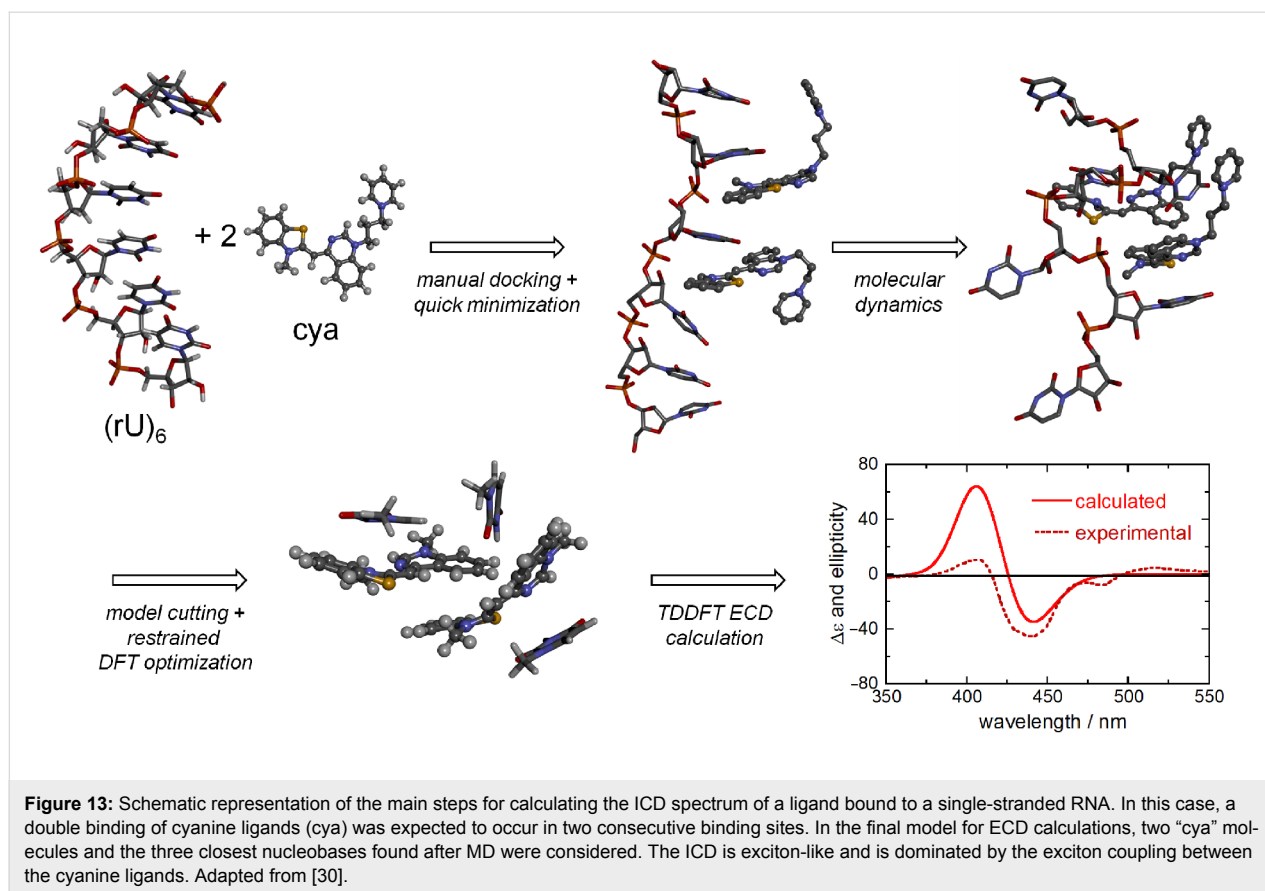 + 2
cya
(rU)6
manual docking +
quick minimization
molecular
dynamics
model cutting +
restrained
DFT optimization
TDDFT ECD
calculation
calculated
experimental
Δε and ellipticity
80
40
0
−40
−80
350 400 450 500 550
wavelength / nm
Figure 13: Schematic representation of the main steps for calculating the ICD spectrum of a ligand bound to a single-stranded RNA. In this case, a
double binding of cyanine ligands (cya) was expected to occur in two consecutive binding sites. In the final model for ECD calculations, two “cya” mol-
ecules and the three closest nucleobases found after MD were considered. The ICD is exciton-like and is dominated by the exciton coupling between
the cyanine ligands. Adapted from [30].